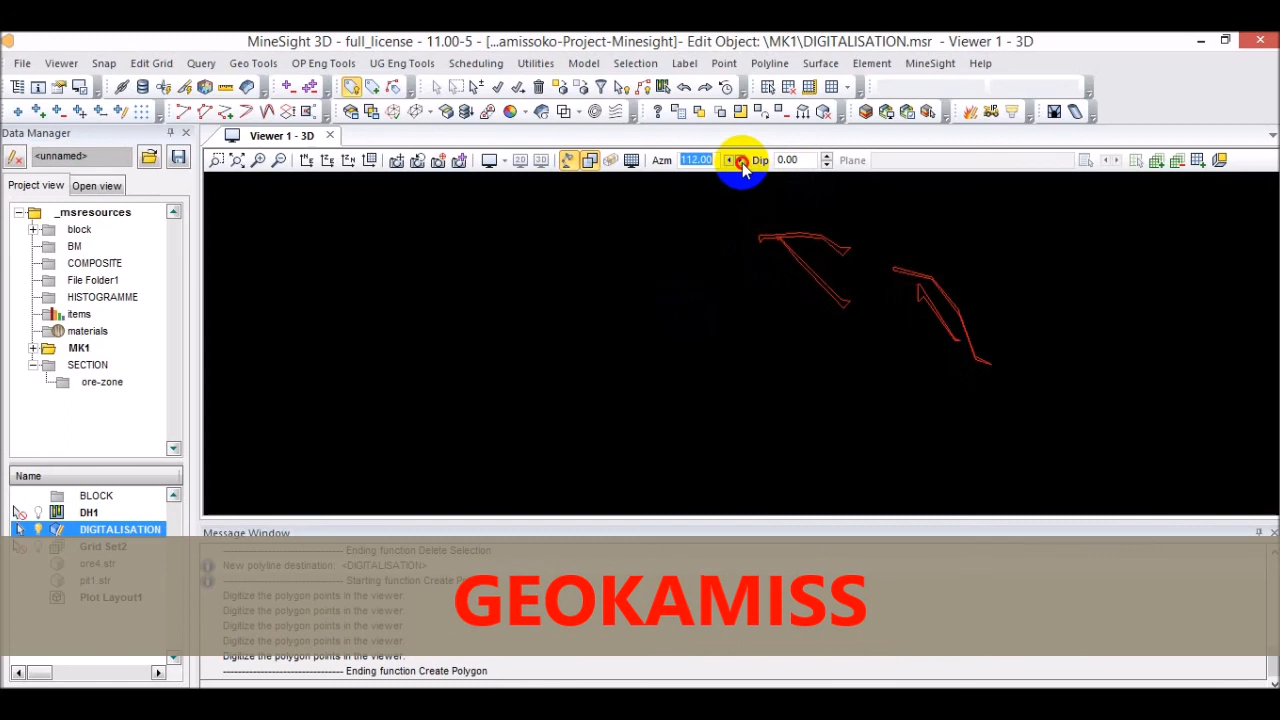 MineSight 3D - full_license - 11.00-5 - [...amissoko-Project-Minesight]- Edit Object: \MK1\DIGITALISATION.msr - Viewer 1 - 3D
File Viewer Snap Edit Grid Query Geo Tools OP Eng Tools UG Eng Tools Scheduling Utilities Model Selection Label Point Polyline Surface Element MineSight Help
Data Manager
Viewer 1 - 3D
<unnamed>
Azm 112.00 Dip 0.00 Plane
Project view Open view
_msresources
block
BM
COMPOSITE
File Folder1
HISTOGRAMME
items
materials
MK1
SECTION
ore-zone
Name
BLOCK
DH1
DIGITALISATION
Grid Set2
ore4.str
pit1.str
Plot Layout1
Message Window
Ending function Delete Selection
New polyline destination: <DIGITALISATION>
Starting function Create Po
Digitize the polygon points in the viewer.
Digitize the polygon points in the viewer.
Digitize the polygon points in the viewer.
Digitize the polygon points in the viewer.
Digitize the polygon points in the viewer.
Ending function Create Polygon
GEOKAMISS